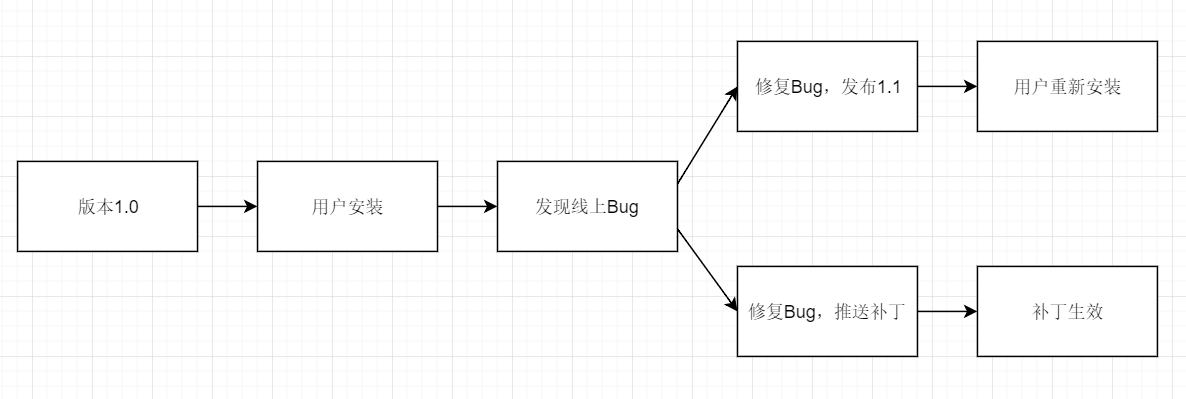 版本1.0
用户安装
发现线上Bug
修复Bug，发布1.1
用户重新安装
修复Bug，推送补丁
补丁生效